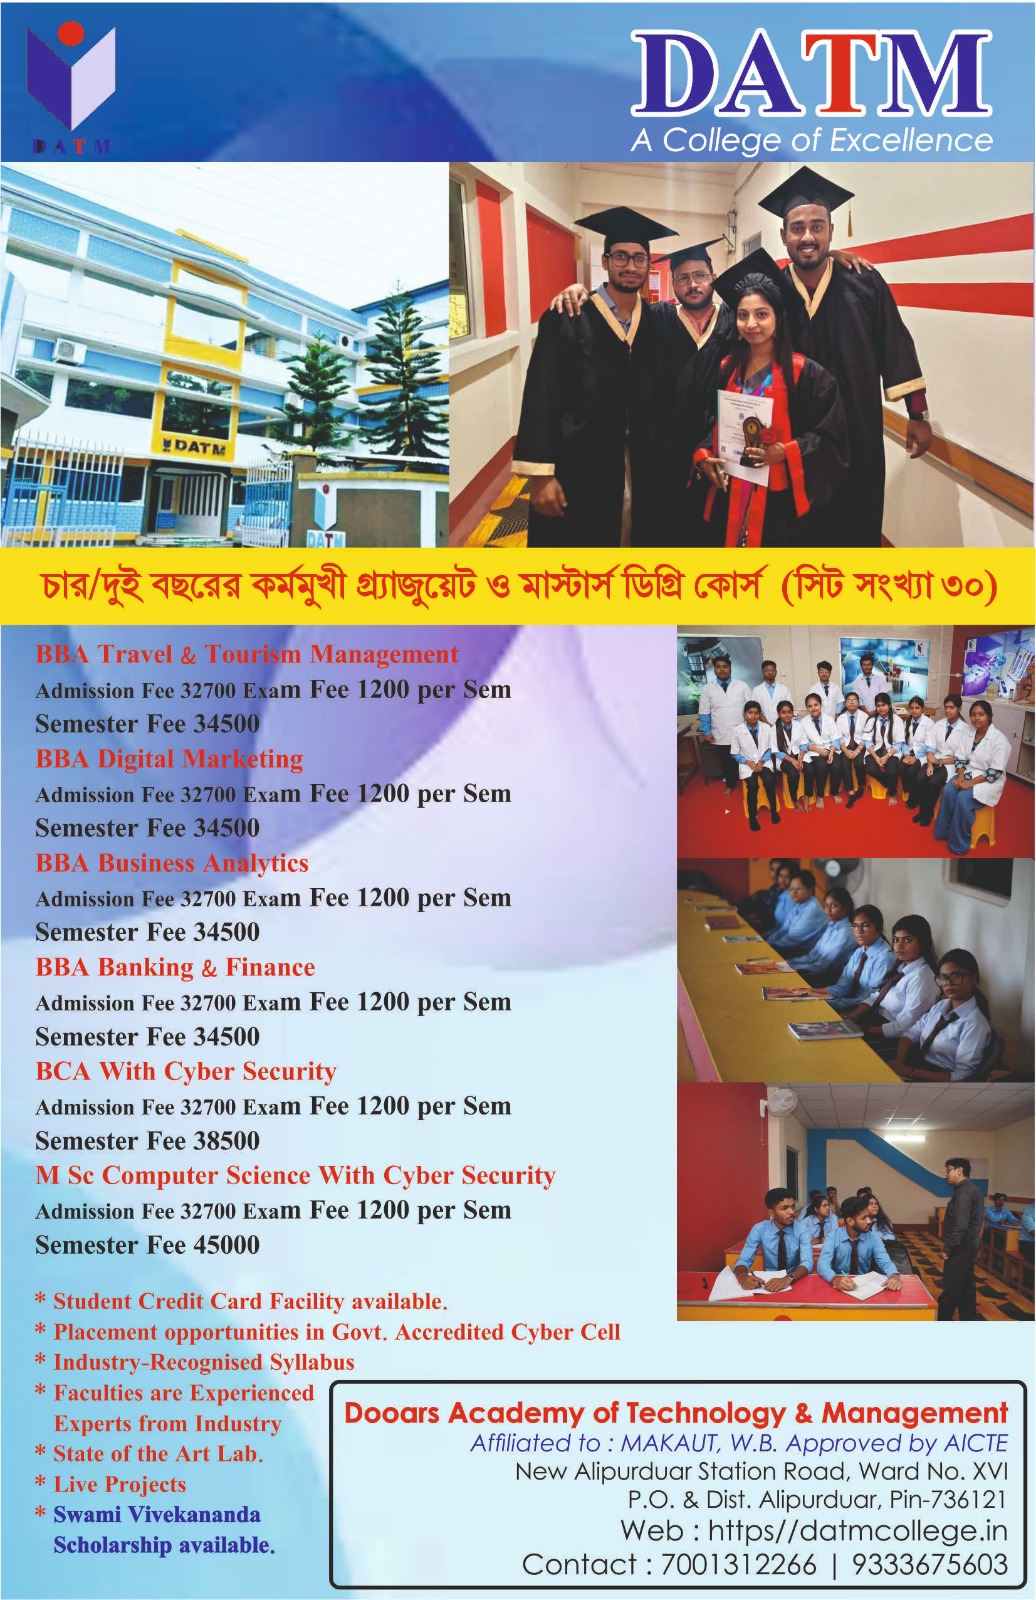 DATM
DATM
A College of Excellence
DATM
DATM
চার/দুই বছরের কর্মমুখী গ্র্যাজুয়েট ও মাস্টার্স ডিগ্রি কোর্স (সিট সংখ্যা ৩০)
BBA Travel & Tourism Management
Admission Fee 32700 Exam Fee 1200 per Sem
Semester Fee 34500
BBA Digital Marketing
Admission Fee 32700 Exam Fee 1200 per Sem
Semester Fee 34500
BBA Business Analytics
Admission Fee 32700 Exam Fee 1200 per Sem
Semester Fee 34500
BBA Banking & Finance
Admission Fee 32700 Exam Fee 1200 per Sem
Semester Fee 34500
BCA With Cyber Security
Admission Fee 32700 Exam Fee 1200 per Sem
Semester Fee 38500
M Sc Computer Science With Cyber Security
Admission Fee 32700 Exam Fee 1200 per Sem
Semester Fee 45000
* Student Credit Card Facility available.
* Placement opportunities in Govt. Accredited Cyber Cell
* Industry-Recognised Syllabus
* Faculties are Experienced
Experts from Industry
* State of the Art Lab.
* Live Projects
* Swami Vivekananda
Scholarship available.
Dooars Academy of Technology & Management
Affiliated to : MAKAUT, W.B. Approved by AICTE
New Alipurduar Station Road, Ward No. XVI
P.O. & Dist. Alipurduar, Pin-736121
Web : https//datmcollege.in
Contact : 7001312266 | 9333675603